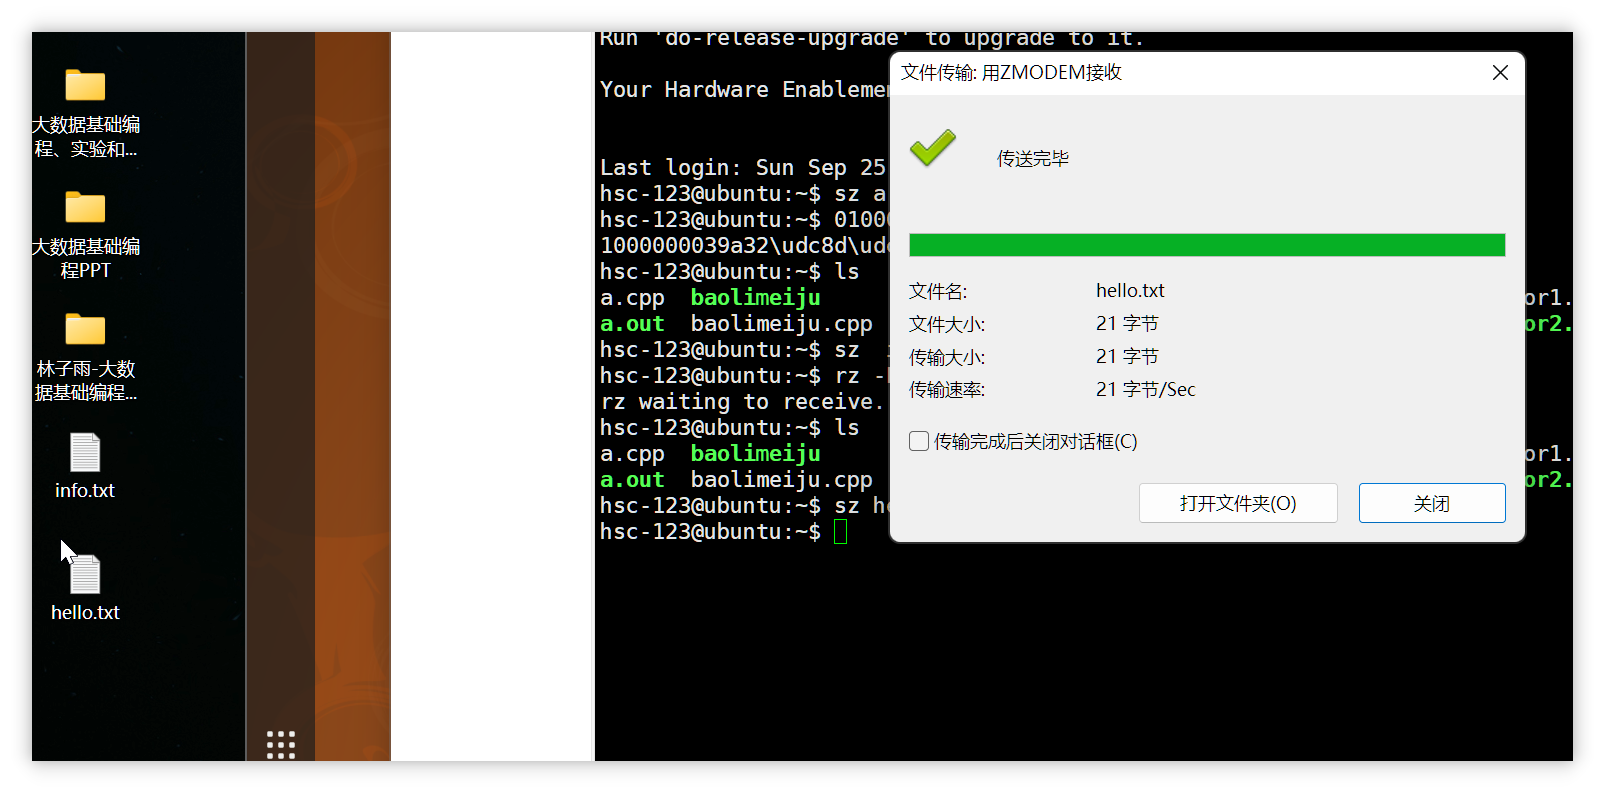 大数据基础编
程、实验和...
大数据基础编
程PPT
林子雨-大数
据基础编程...
info.txt
hello.txt
Run 'do-release-upgrade' to upgrade to it.
Your Hardware
Last login: Sun Sep 25
hsc-123@ubuntu:~$ sz a
hsc-123@ubuntu:~$ 0100
1000000039a32\udc8d\ud
hsc-123@ubuntu:~$ ls
a.cpp baolimeiju or1.
a.out baolimeiju.cpp or2.
hsc-123@ubuntu:~$ sz
hsc-123@ubuntu:~$ rz -
rz waiting to receive.
hsc-123@ubuntu:~$ ls
a.cpp baolimeiju or1.
a.out baolimeiju.cpp or2.
hsc-123@ubuntu:~$ sz h
hsc-123@ubuntu:~$
文件传输: 用ZMODEM接收
传送完毕
文件名: hello.txt
文件大小: 21 字节
传输大小: 21 字节
传输速率: 21 字节/Sec
传输完成后关闭对话框(C)
打开文件夹(O) 关闭